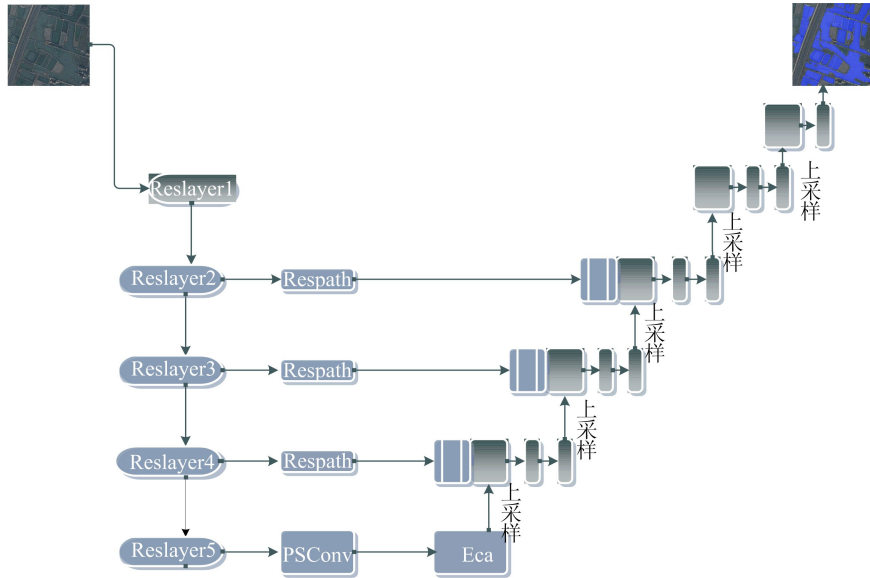 Reslayer1
上采样
上采样
Reslayer2
Respath
上采样
Reslayer3
Respath
上采样
Reslayer4
Respath
上采样
Reslayer5
PSConv
Eca